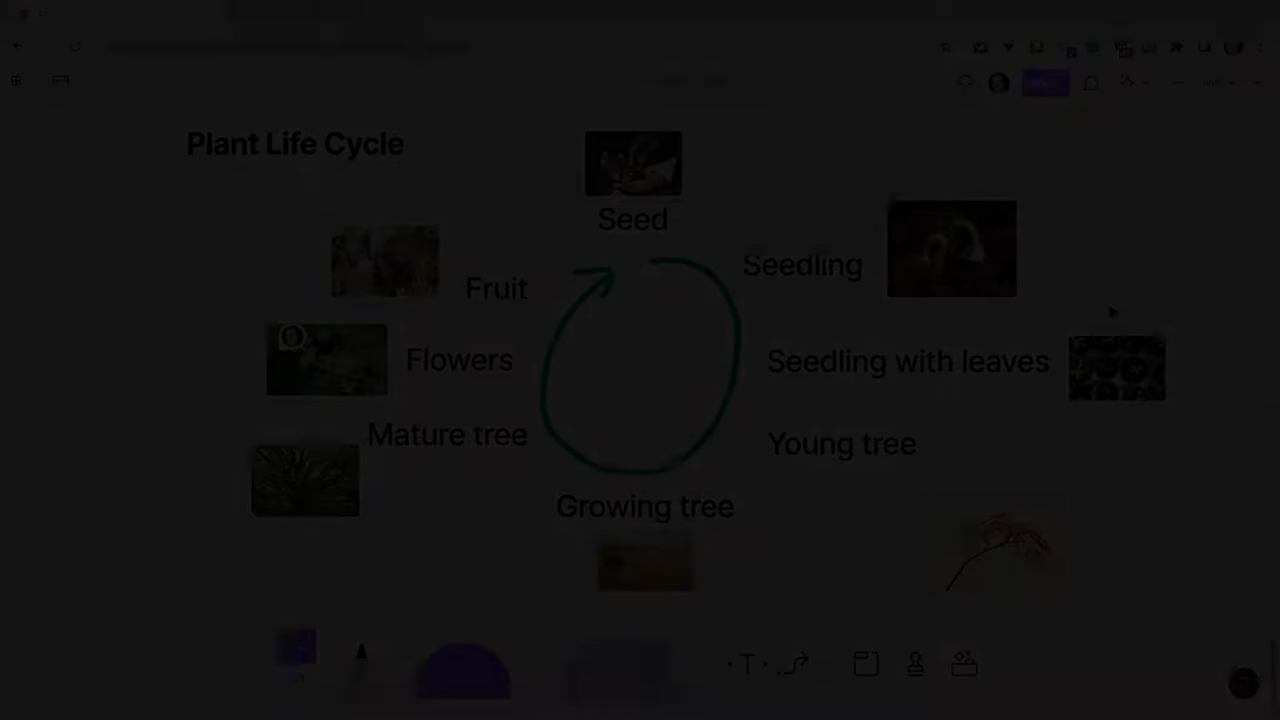 Plant Life Cycle
Seed
Seedling
Fruit
Flowers
Seedling with leaves
Mature tree
Young tree
Growing tree
T